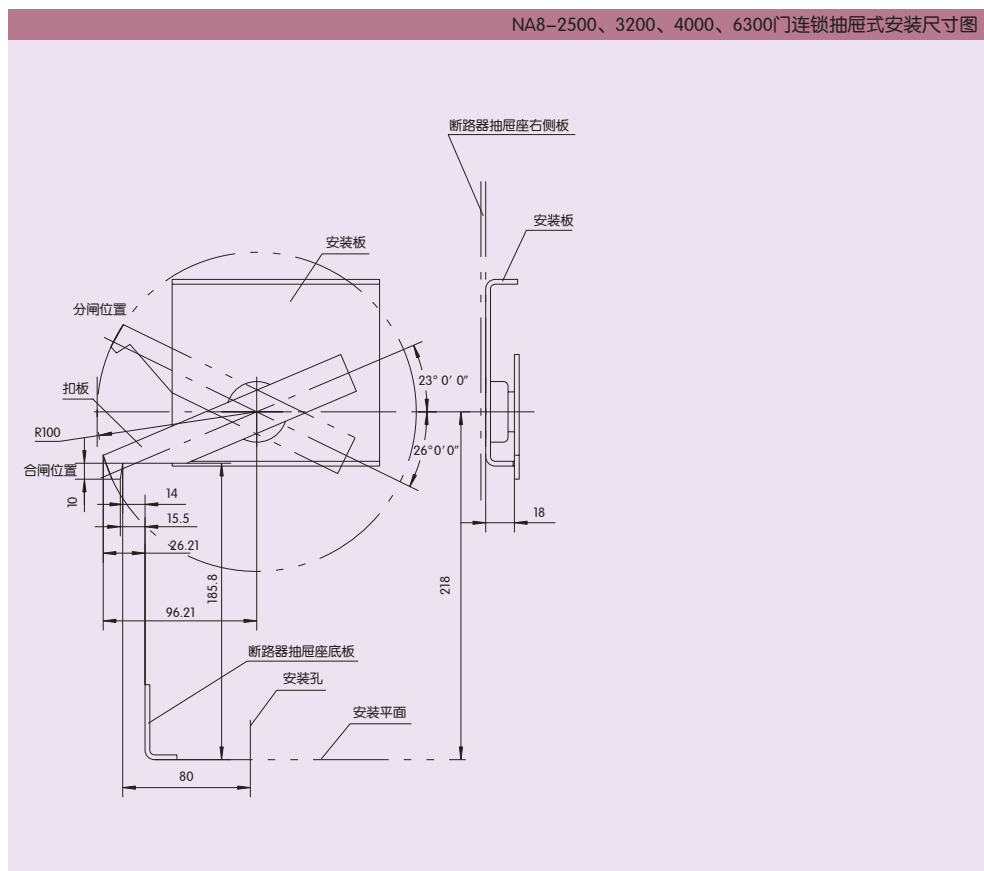 NA8-2500、3200、4000、6300门连锁抽屉式安装尺寸图
断路器抽屉座右侧板
安装板
安装板
分闸位置
23° 0′ 0″
扣板
R100
26°0′0″
合闸位置
10
14
15.5
18
26.21
185.8
218
96.21
断路器抽屉座底板
安装孔
安装平面
80